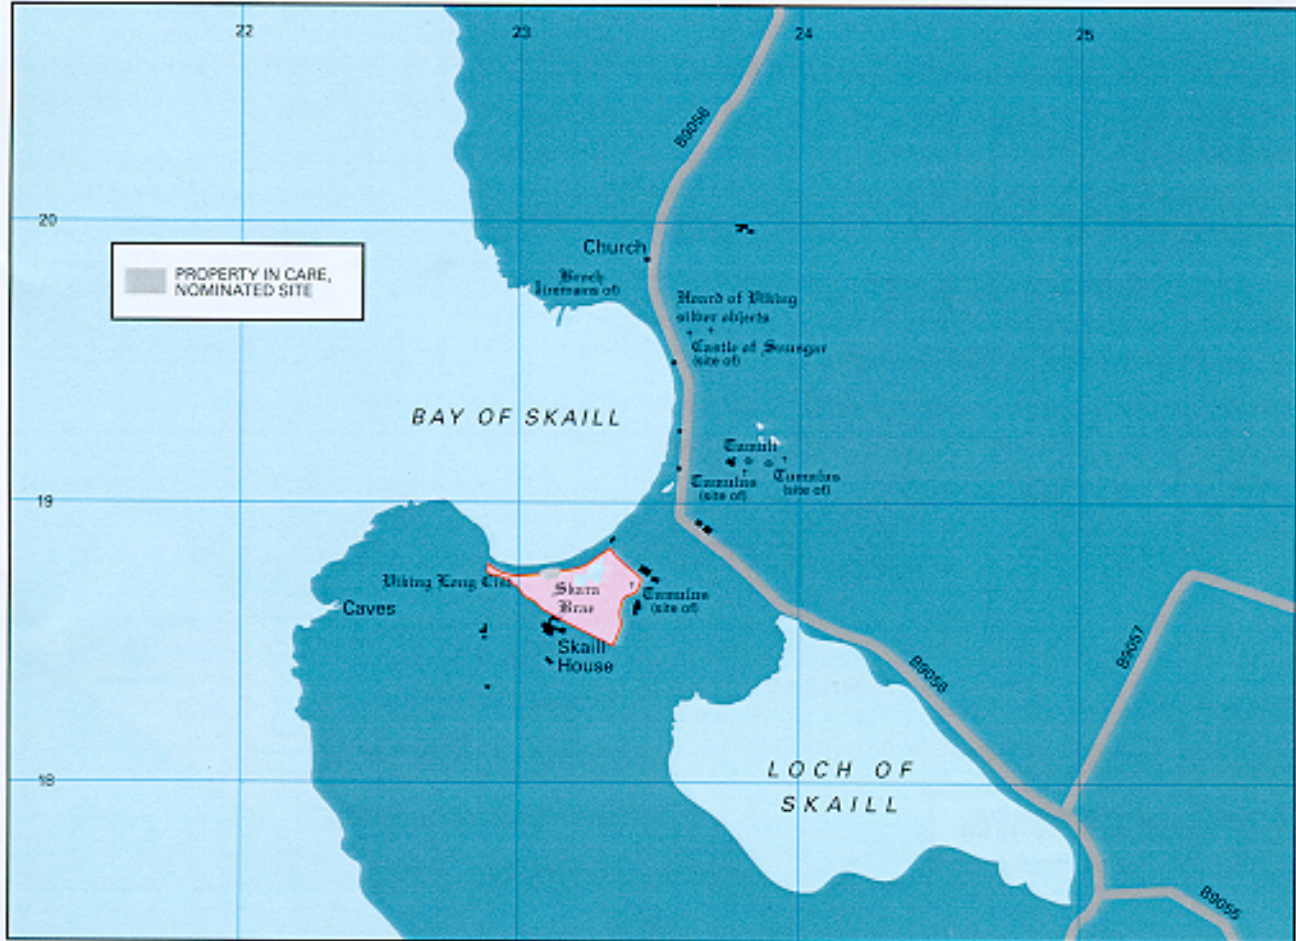 22
23
24
25
B9056
20
Church
PROPERTY IN CARE,
NOMINATED SITE
Broch
(remains of)
Hoard of Viking
silver objects
Castle of Snusgar
(site of)
BAY OF SKAILL
Tumuli
Tumulus
(site of)
Tumulus
(site of)
19
Viking Long Cist
Skara
Brae
Tumulus
(site of)
Caves
Skaill
House
B9057
B9056
18
LOCH OF
SKAILL
B9055